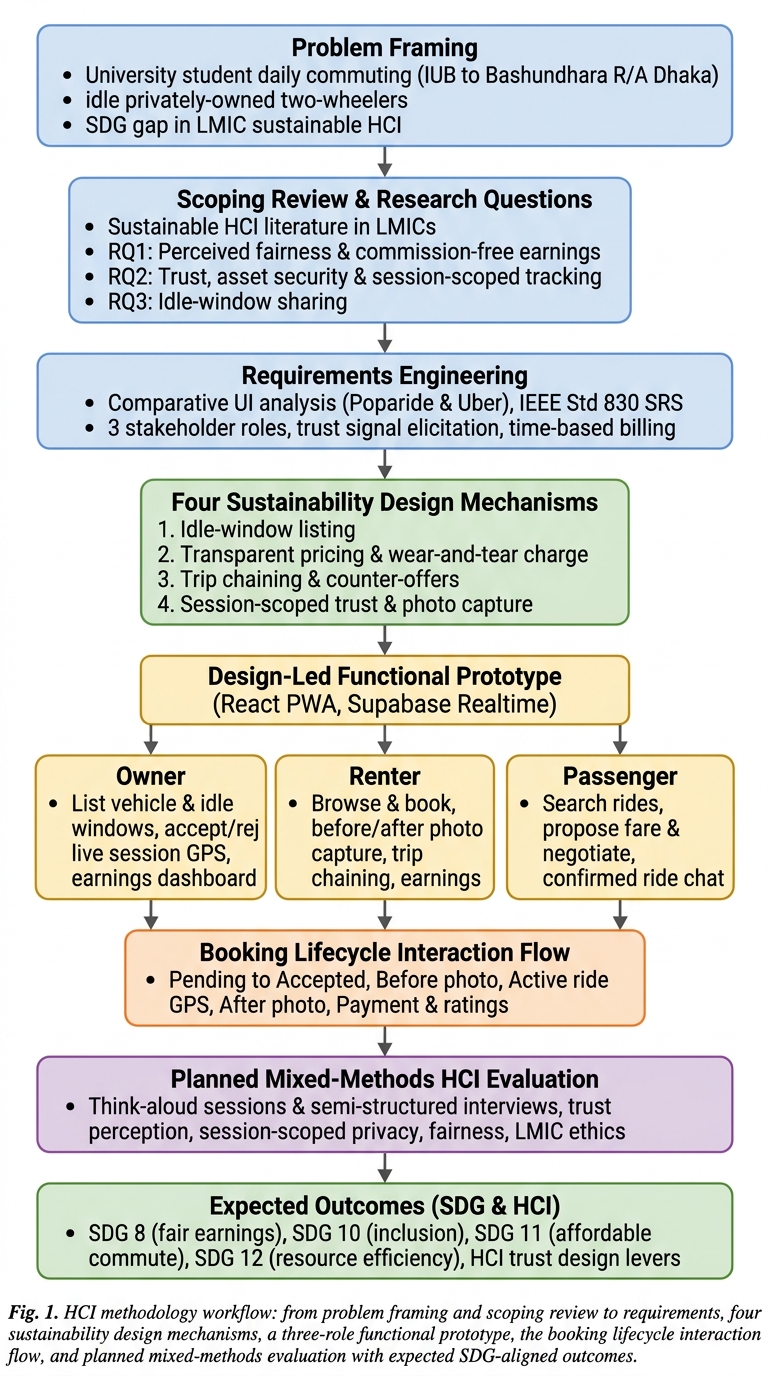 Problem Framing
• University student daily commuting (IUB to Bashundhara R/A Dhaka)
• idle privately-owned two-wheelers
• SDG gap in LMIC sustainable HCI
Scoping Review & Research Questions
• Sustainable HCI literature in LMICs
• RQ1: Perceived fairness & commission-free earnings
• RQ2: Trust, asset security & session-scoped tracking
• RQ3: Idle-window sharing
Requirements Engineering
• Comparative UI analysis (Poparide & Uber), IEEE Std 830 SRS
• 3 stakeholder roles, trust signal elicitation, time-based billing
Four Sustainability Design Mechanisms
1. Idle-window listing
2. Transparent pricing & wear-and-tear charge
3. Trip chaining & counter-offers
4. Session-scoped trust & photo capture
Design-Led Functional Prototype
(React PWA, Supabase Realtime)
Owner
• List vehicle & idle
windows, accept/rej
live session GPS,
earnings dashboard
Renter
• Browse & book,
before/after photo
capture, trip
chaining, earnings
Passenger
• Search rides,
propose fare &
negotiate,
confirmed ride chat
Booking Lifecycle Interaction Flow
• Pending to Accepted, Before photo, Active ride
GPS, After photo, Payment & ratings
Planned Mixed-Methods HCI Evaluation
• Think-aloud sessions & semi-structured interviews, trust
perception, session-scoped privacy, fairness, LMIC ethics
Expected Outcomes (SDG & HCI)
• SDG 8 (fair earnings), SDG 10 (inclusion), SDG 11 (affordable
commute), SDG 12 (resource efficiency), HCI trust design levers
Fig. 1. HCI methodology workflow: from problem framing and scoping review to requirements, four
sustainability design mechanisms, a three-role functional prototype, the booking lifecycle interaction
flow, and planned mixed-methods evaluation with expected SDG-aligned outcomes.